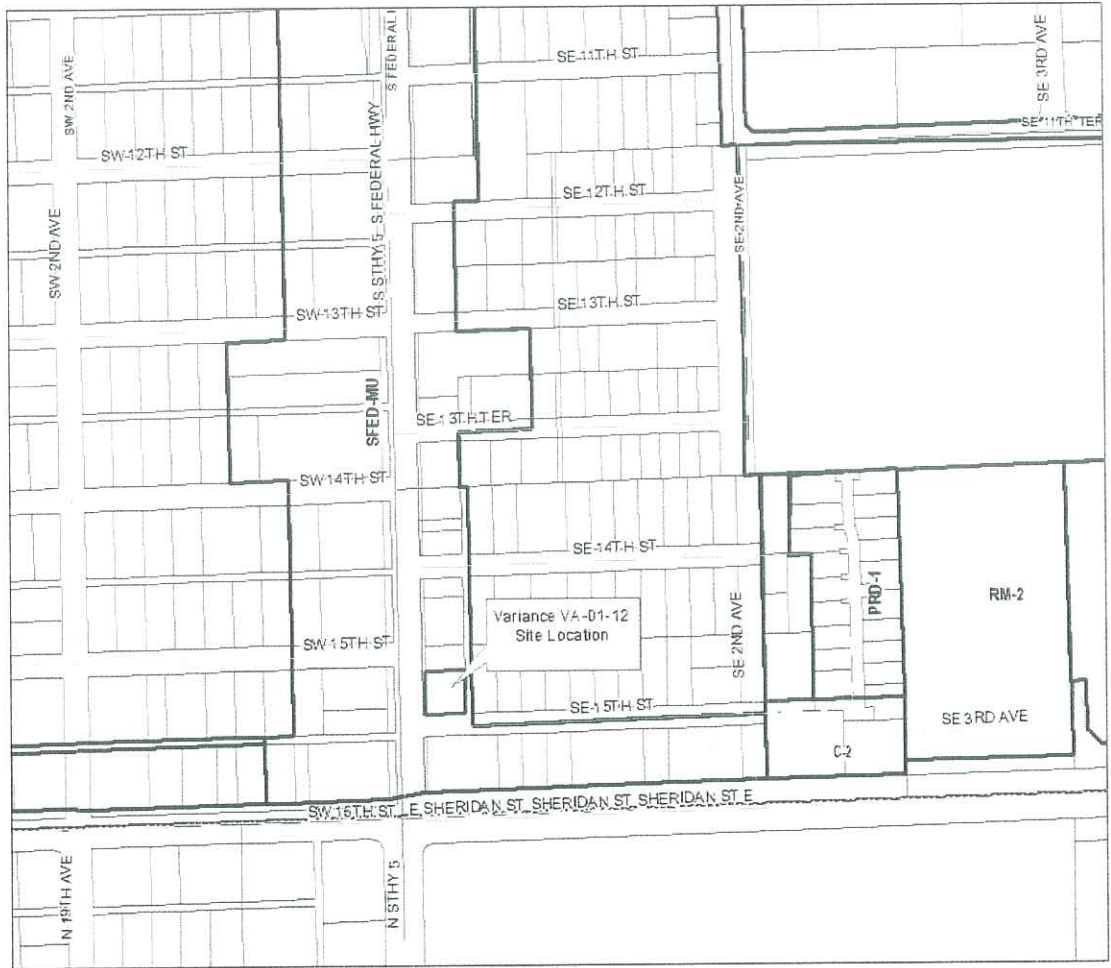 SE 11TH ST
S FEDERAL H
SE 3RD AVE
SW 2ND AVE
SE 11TH TER
SW 12TH ST
SE 12TH ST
SE 2ND AVE
SW 2ND AVE
S STHY 5 S FEDERAL HWY
SW 13TH ST
SE 13TH ST
SFED-MU
SE 13TH TER
SW 14TH ST
SE 14TH ST
PRD-1
RM-2
Variance VA-01-12
Site Location
SW 15TH ST
SE 2ND AVE
SE 15TH ST
SE 3RD AVE
C-2
SW 16TH ST E SHERIDAN ST SHERIDAN ST SHERIDAN ST E
N 19TH AVE
N STHY 5